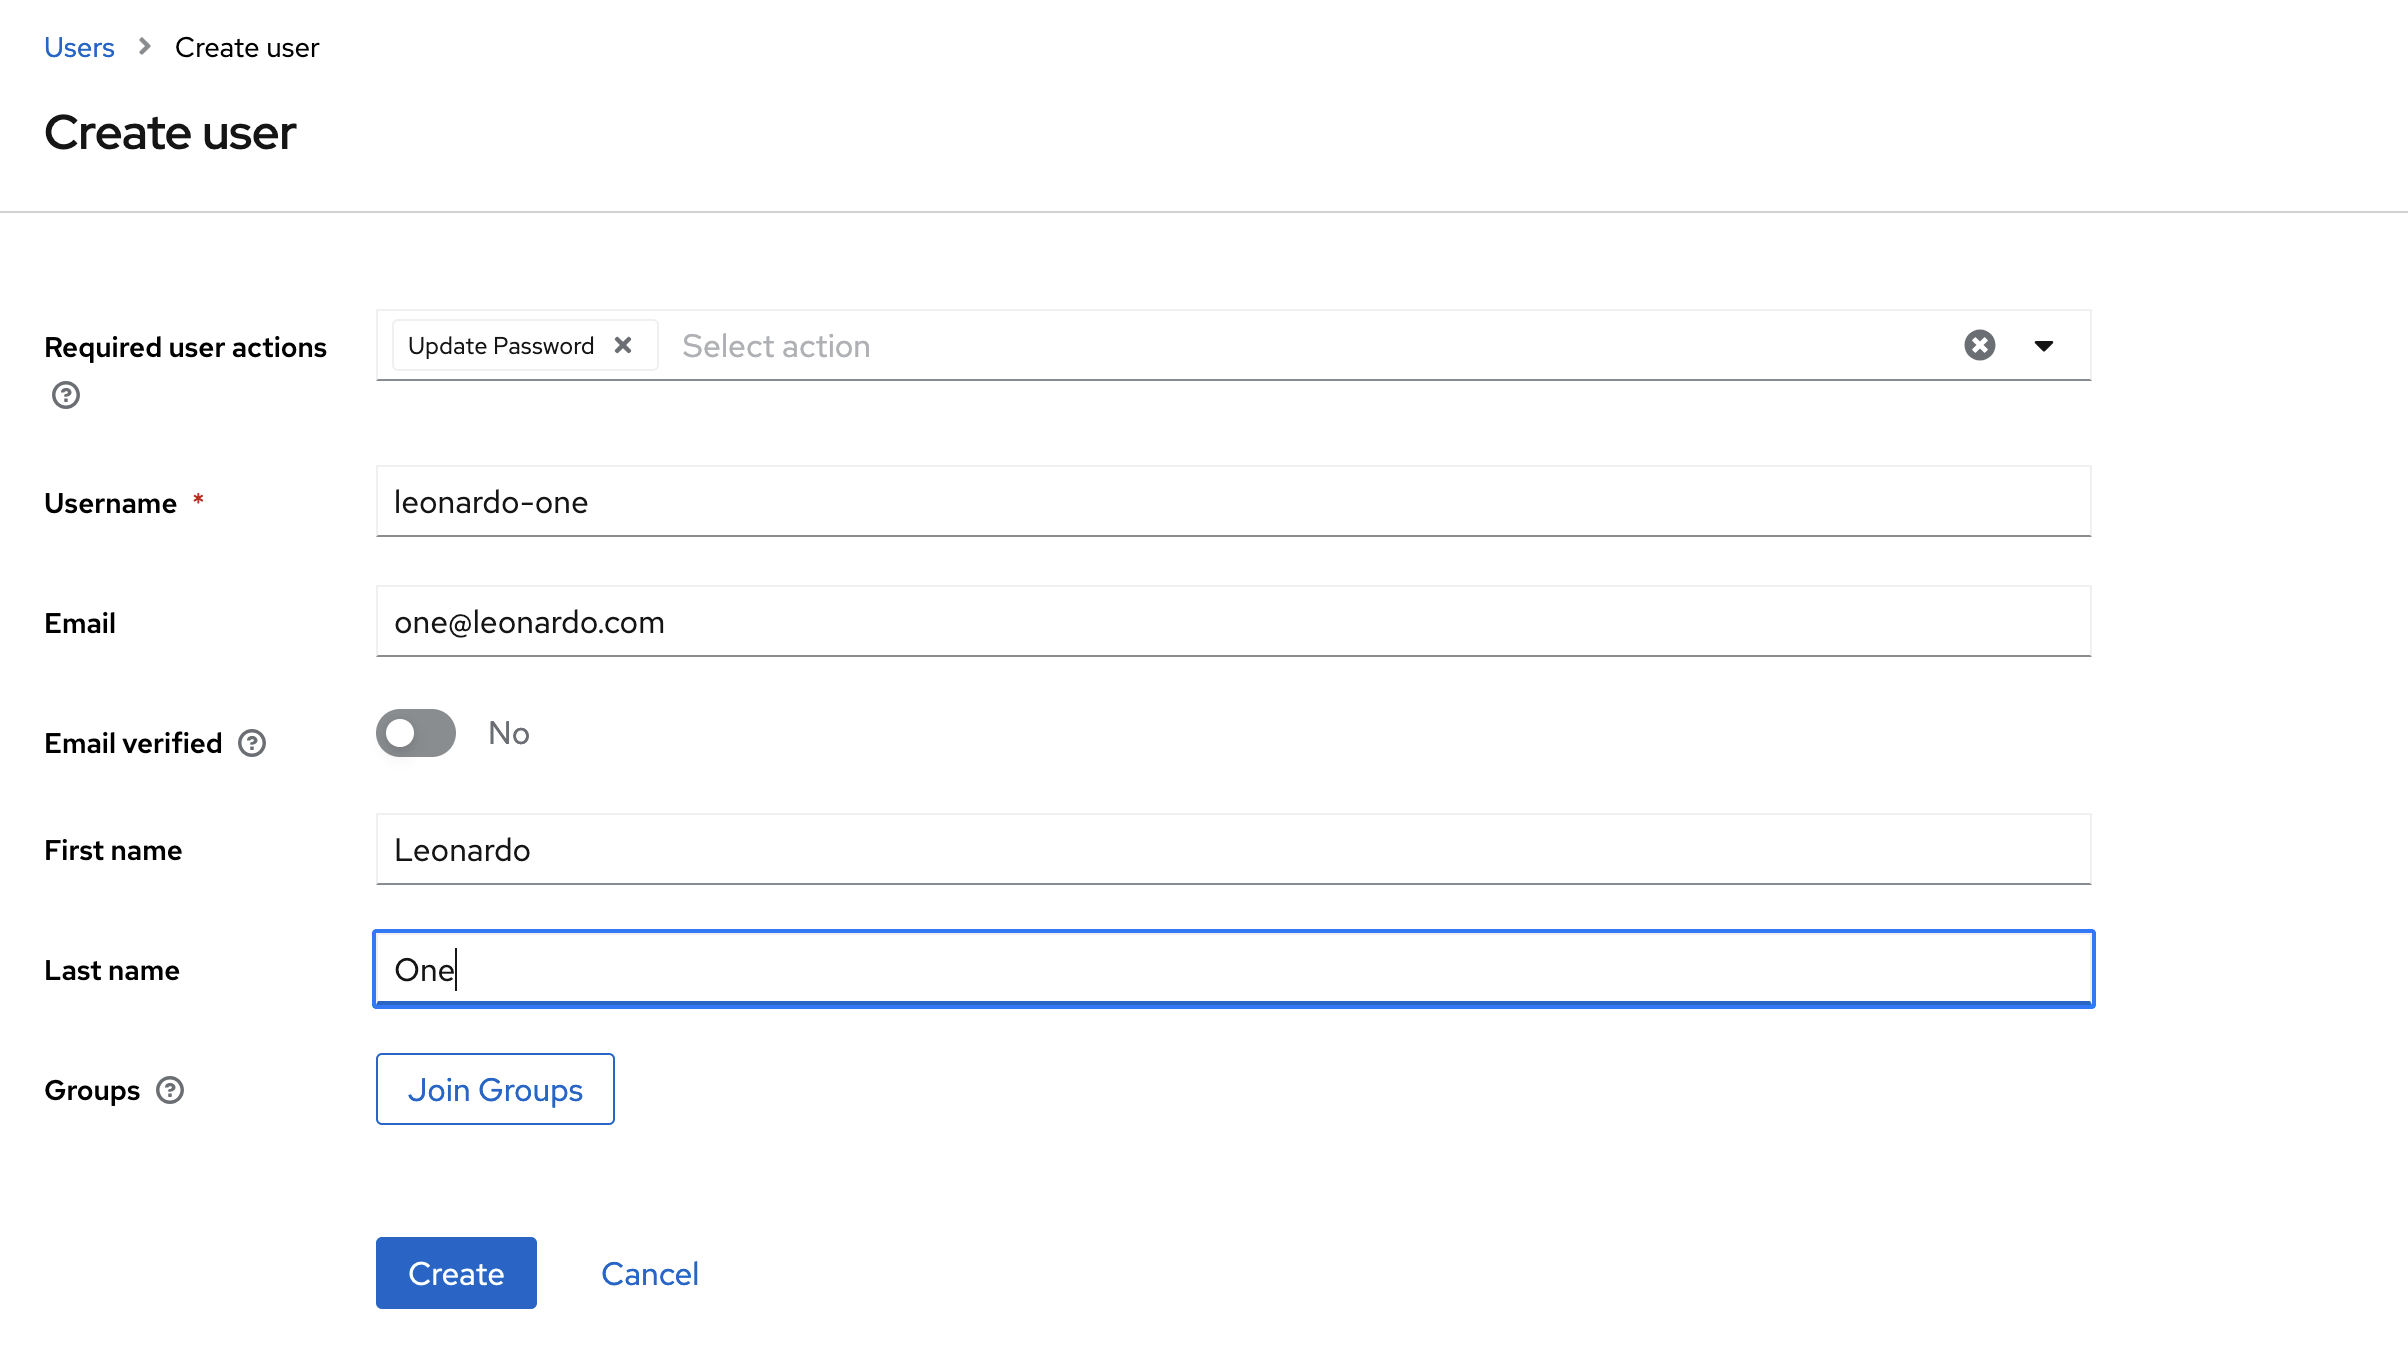 Users > Create user
Create user
Required user actions
Update Password
Select action
Username *
leonardo-one
Email
one@leonardo.com
Email verified
No
First name
Leonardo
Last name
One
Groups
Join Groups
Create
Cancel